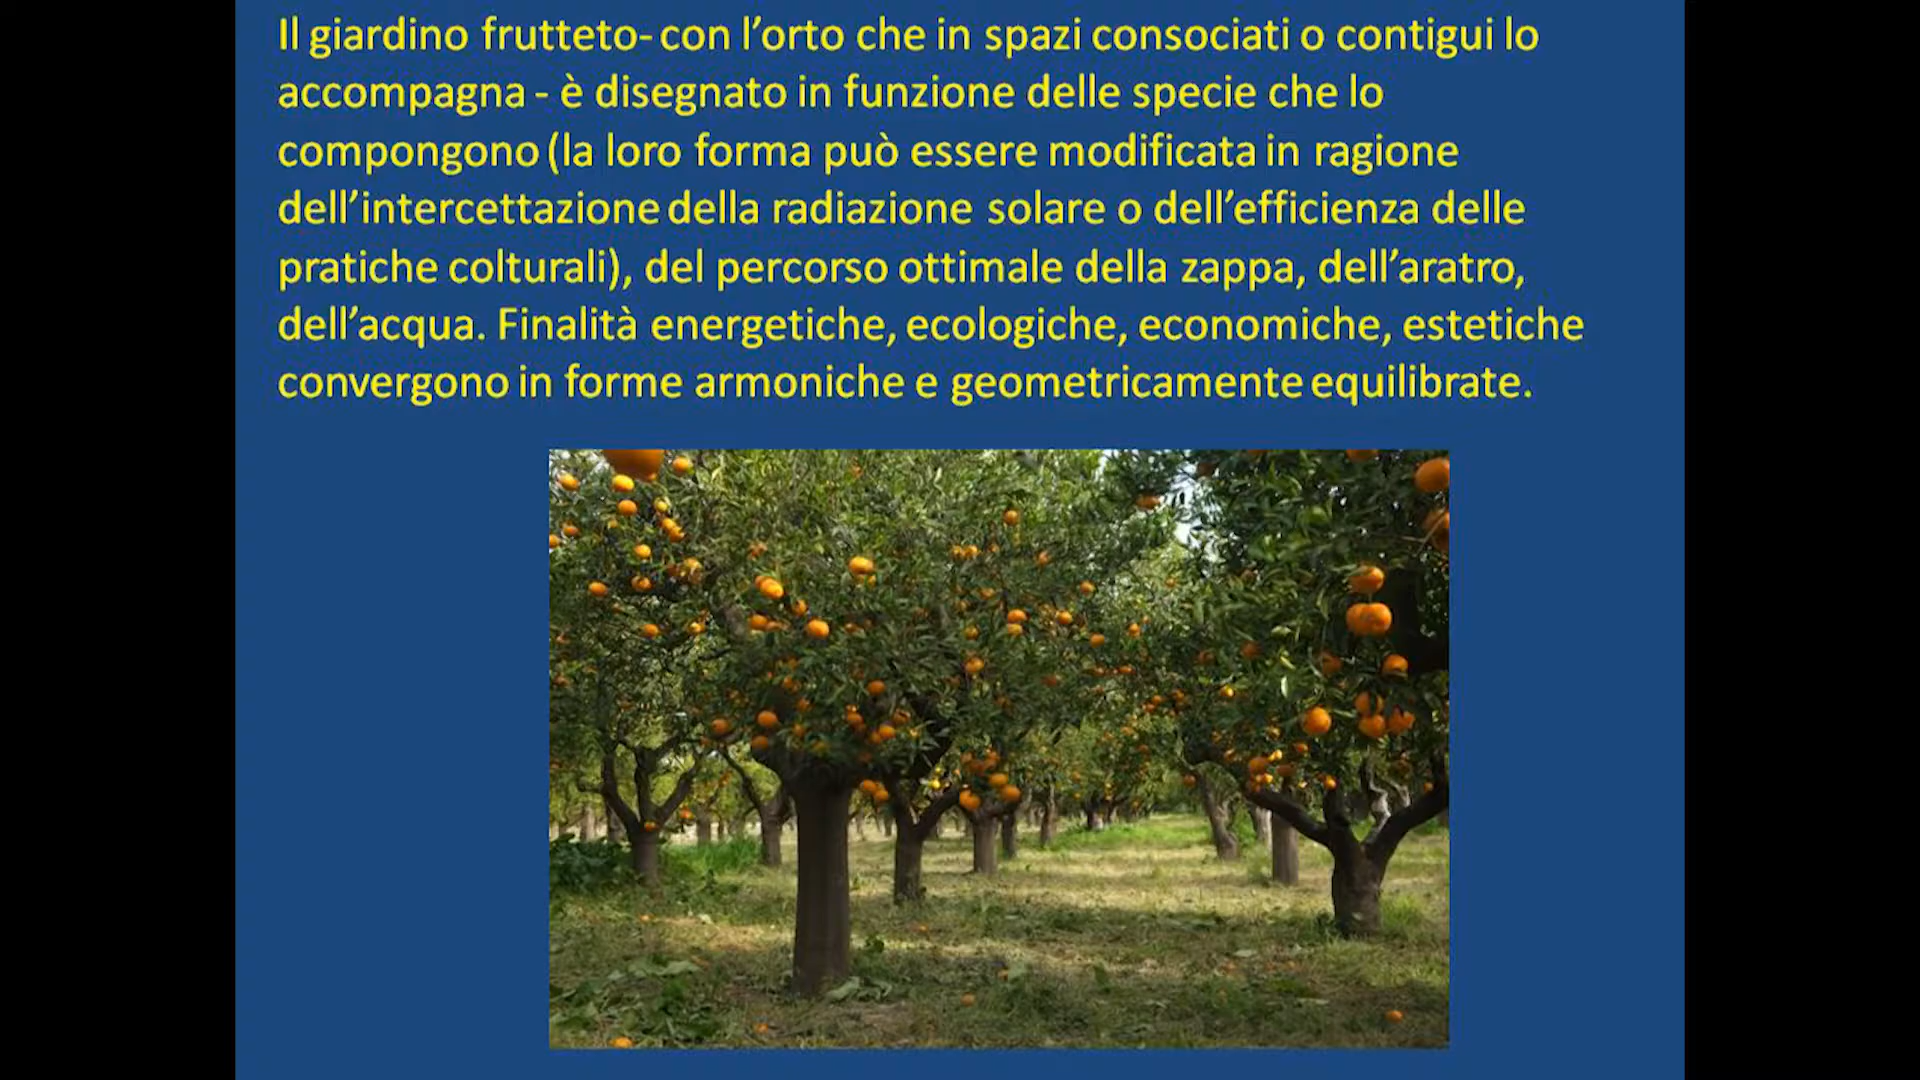 Il giardino frutteto- con l’orto che in spazi consociati o contigui lo
accompagna - è disegnato in funzione delle specie che lo
compongono (la loro forma può essere modificata in ragione
dell’intercettazione della radiazione solare o dell’efficienza delle
pratiche colturali), del percorso ottimale della zappa, dell’aratro,
dell’acqua. Finalità energetiche, ecologiche, economiche, estetiche
convergono in forme armoniche e geometricamente equilibrate.